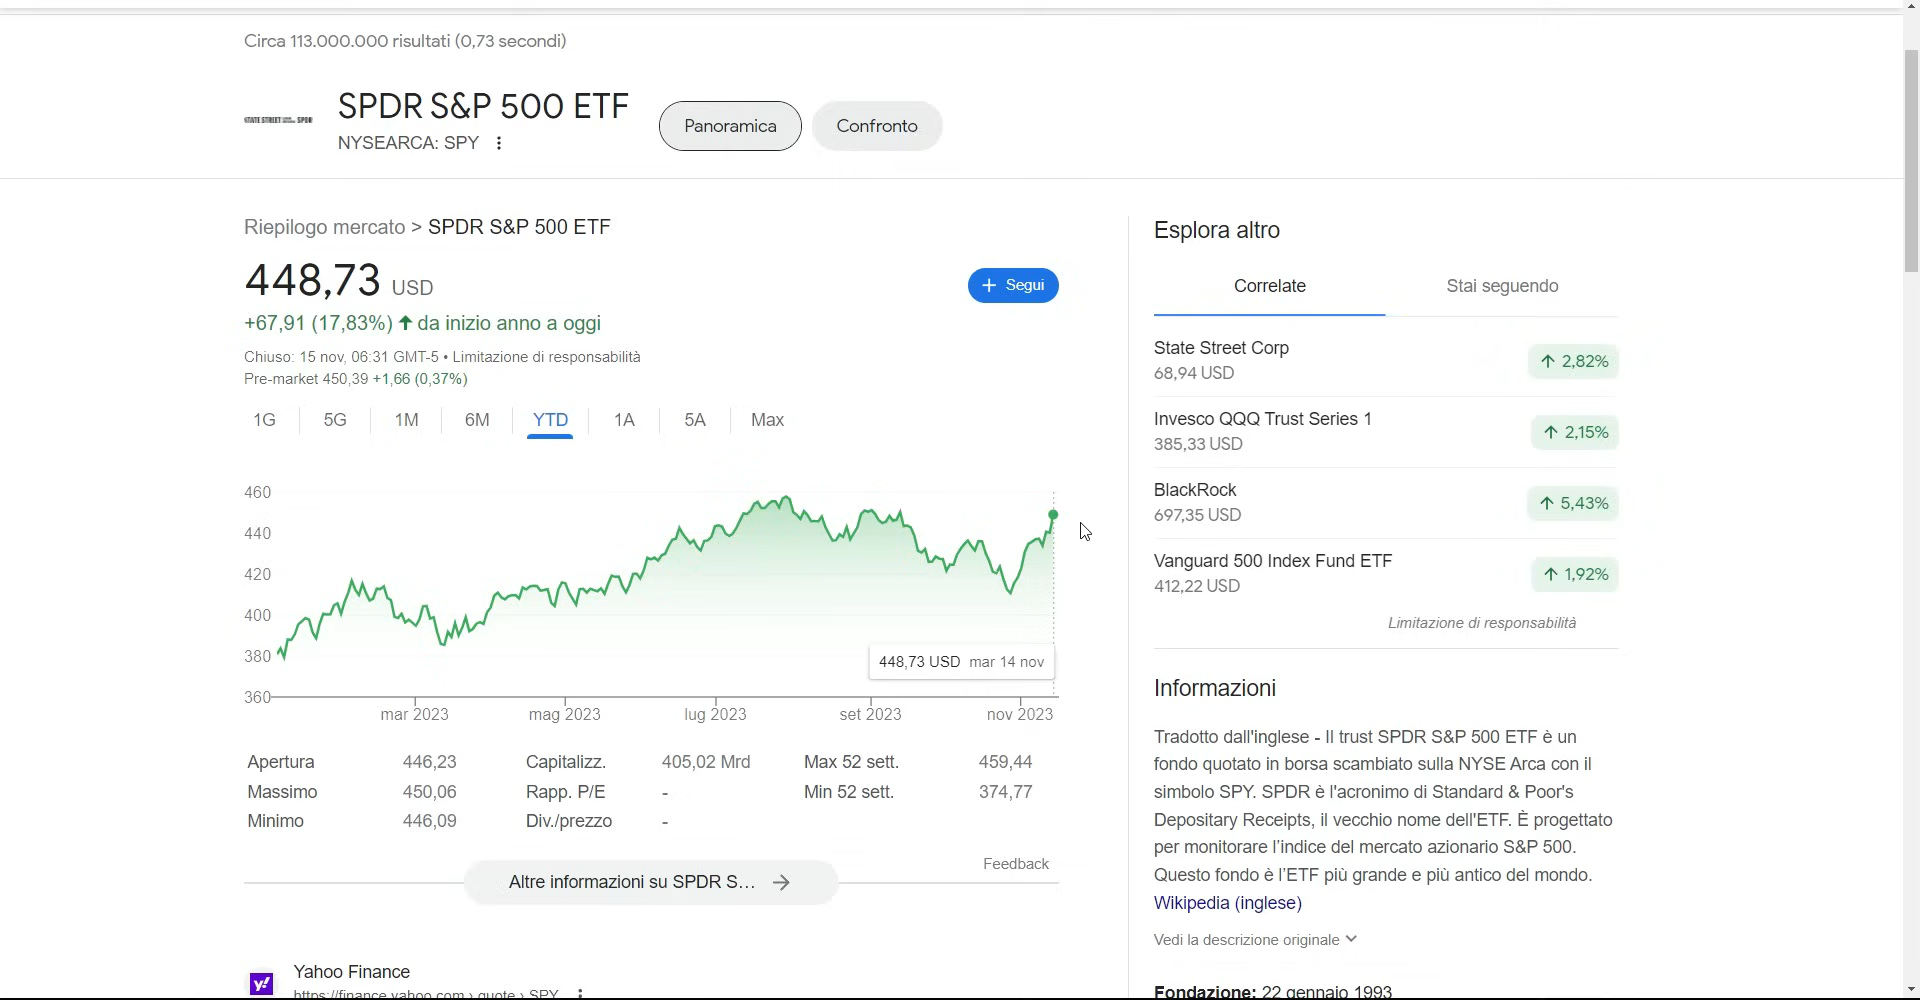 Circa 113.000.000 risultati (0,73 secondi)
STATE STREET SPDR
SPDR S&P 500 ETF
NYSEARCA: SPY
Panoramica
Confronto
Riepilogo mercato > SPDR S&P 500 ETF
448,73 USD
+ Segui
+67,91 (17,83%) ↑ da inizio anno a oggi
Chiuso: 15 nov, 06:31 GMT-5 • Limitazione di responsabilità
Pre-market 450,39 +1,66 (0,37%)
1G 5G 1M 6M YTD 1A 5A Max
460
440
420
400
380
360
448,73 USD mar 14 nov
mar 2023 mag 2023 lug 2023 set 2023 nov 2023
Apertura 446,23 Capitalizz. 405,02 Mrd Max 52 sett. 459,44
Massimo 450,06 Rapp. P/E - Min 52 sett. 374,77
Minimo 446,09 Div./prezzo -
Feedback
Altre informazioni su SPDR S... →
Yahoo Finance
https://finance.yahoo.com › quote › SPY
Esplora altro
Correlate Stai seguendo
State Street Corp
68,94 USD
↑ 2,82%
Invesco QQQ Trust Series 1
385,33 USD
↑ 2,15%
BlackRock
697,35 USD
↑ 5,43%
Vanguard 500 Index Fund ETF
412,22 USD
↑ 1,92%
Limitazione di responsabilità
Informazioni
Tradotto dall'inglese - Il trust SPDR S&P 500 ETF è un
fondo quotato in borsa scambiato sulla NYSE Arca con il
simbolo SPY. SPDR è l'acronimo di Standard & Poor's
Depositary Receipts, il vecchio nome dell'ETF. È progettato
per monitorare l'indice del mercato azionario S&P 500.
Questo fondo è l'ETF più grande e più antico del mondo.
Wikipedia (inglese)
Vedi la descrizione originale
Fondazione: 22 gennaio 1993